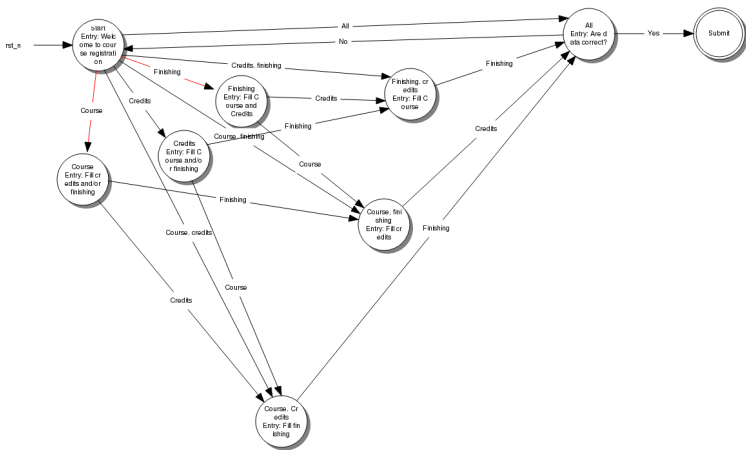 Start
Entry: Welc
ome to cour
se registrati
on
rst_n
All
No
All
Entry: Are d
ata correct?
Yes
Submit
Credits. finishing
Finishing
Finishing
Entry: Fill C
ourse and
Credits
Credits
Finishing. cr
edits
Entry: Fill C
ourse
Finishing
Course
Credits
Credits
Entry: Fill C
ourse and/o
r finishing
Finishing
Course. finishing
Course
Credits
Course
Entry: Fill cr
edits and/or
finishing
Finishing
Course. fini
shing
Entry: Fill cr
edits
Course. credits
Finishing
Course
Credits
Course. Cr
edits
Entry: Fill fin
ishing